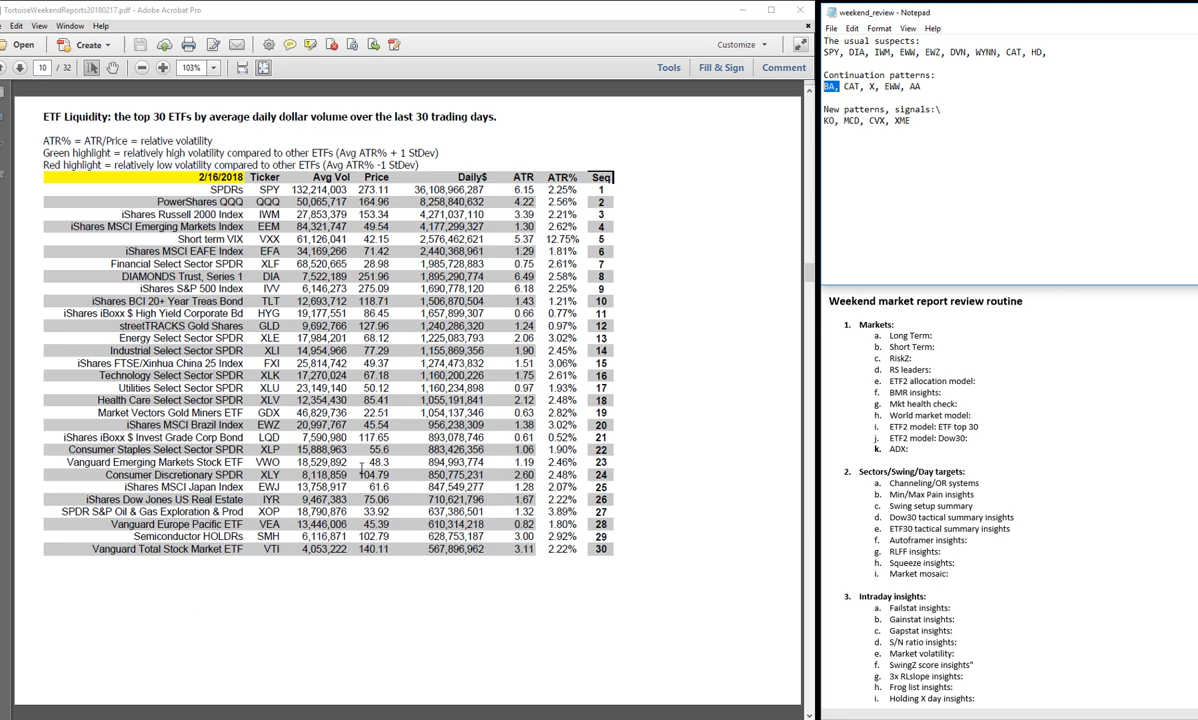 TortoiseWeekendReports20180217.pdf - Adobe Acrobat Pro
Edit View Window Help
Open Create Customize
10 / 32 103% Tools Fill & Sign Comment
ETF Liquidity: the top 30 ETFs by average daily dollar volume over the last 30 trading days.
ATR% = ATR/Price = relative volatility
Green highlight = relatively high volatility compared to other ETFs (Avg ATR% + 1 StDev)
Red highlight = relatively low volatility compared to other ETFs (Avg ATR% -1 StDev)
2/16/2018 Ticker Avg Vol Price Daily$ ATR ATR% Seq
SPDRs SPY 132,214,003 273.11 36,108,966,287 6.15 2.25% 1
PowerShares QQQ QQQ 50,065,717 164.96 8,258,840,632 4.22 2.56% 2
iShares Russell 2000 Index IWM 27,853,379 153.34 4,271,037,110 3.39 2.21% 3
iShares MSCI Emerging Markets Index EEM 84,321,747 49.54 4,177,299,327 1.30 2.62% 4
Short term VIX VXX 61,126,041 42.15 2,576,462,621 5.37 12.75% 5
iShares MSCI EAFE Index EFA 34,169,266 71.42 2,440,368,961 1.29 1.81% 6
Financial Select Sector SPDR XLF 68,520,665 28.98 1,985,728,883 0.75 2.61% 7
DIAMONDS Trust, Series 1 DIA 7,522,189 251.96 1,895,290,774 6.49 2.58% 8
iShares S&P 500 Index IVV 6,146,273 275.09 1,690,778,120 6.18 2.25% 9
iShares BCI 20+ Year Treas Bond TLT 12,693,712 118.71 1,506,870,504 1.43 1.21% 10
iShares iBoxx $ High Yield Corporate Bd HYG 19,177,551 86.45 1,657,899,307 0.66 0.77% 11
streetTRACKS Gold Shares GLD 9,692,766 127.96 1,240,286,320 1.24 0.97% 12
Energy Select Sector SPDR XLE 17,984,201 68.12 1,225,083,793 2.06 3.02% 13
Industrial Select Sector SPDR XLI 14,954,966 77.29 1,155,869,356 1.90 2.45% 14
iShares FTSE/Xinhua China 25 Index FXI 25,814,742 49.37 1,274,473,832 1.51 3.06% 15
Technology Select Sector SPDR XLK 17,270,024 67.18 1,160,200,226 1.75 2.61% 16
Utilities Select Sector SPDR XLU 23,149,140 50.12 1,160,234,898 0.97 1.93% 17
Health Care Select Sector SPDR XLV 12,354,430 85.41 1,055,191,841 2.12 2.48% 18
Market Vectors Gold Miners ETF GDX 46,829,736 22.51 1,054,137,346 0.63 2.82% 19
iShares MSCI Brazil Index EWZ 20,997,767 45.54 956,238,309 1.38 3.02% 20
iShares iBoxx $ Invest Grade Corp Bond LQD 7,590,980 117.65 893,078,746 0.61 0.52% 21
Consumer Staples Select Sector SPDR XLP 15,888,963 55.6 883,426,356 1.06 1.90% 22
Vanguard Emerging Markets Stock ETF VWO 18,529,892 48.3 894,993,774 1.19 2.46% 23
Consumer Discretionary SPDR XLY 8,118,859 104.79 850,775,231 2.60 2.48% 24
iShares MSCI Japan Index EWJ 13,758,917 61.6 847,549,277 1.28 2.07% 25
iShares Dow Jones US Real Estate IYR 9,467,383 75.06 710,621,796 1.67 2.22% 26
SPDR S&P Oil & Gas Exploration & Prod XOP 18,790,876 33.92 637,386,501 1.32 3.89% 27
Vanguard Europe Pacific ETF VEA 13,446,006 45.39 610,314,218 0.82 1.80% 28
Semiconductor HOLDRs SMH 6,116,871 102.79 628,753,187 3.00 2.92% 29
Vanguard Total Stock Market ETF VTI 4,053,222 140.11 567,896,962 3.11 2.22% 30
weekend_review - Notepad
File Edit Format View Help
The usual suspects:
SPY, DIA, IWM, EWW, EWZ, DVN, WYNN, CAT, HD,
Continuation patterns:
BA, CAT, X, EWW, AA
New patterns, signals:\
KO, MCD, CVX, XME
Weekend market report review routine
1. Markets:
a. Long Term:
b. Short Term:
c. RiskZ:
d. RS leaders:
e. ETF2 allocation model:
f. BMR insights:
g. Mkt health check:
h. World market model:
i. ETF2 model: ETF top 30
j. ETF2 model: Dow30:
k. ADX:
2. Sectors/Swing/Day targets:
a. Channeling/OR systems
b. Min/Max Pain insights
c. Swing setup summary
d. Dow30 tactical summary insights
e. ETF30 tactical summary insights
f. Autoframer insights:
g. RLFF insights:
h. Squeeze insights:
i. Market mosaic:
3. Intraday insights:
a. Failstat insights:
b. Gainstat insights:
c. Gapstat insights:
d. S/N ratio insights:
e. Market volatility:
f. SwingZ score insights"
g. 3x RLslope insights:
h. Frog list insights:
i. Holding X day insights: